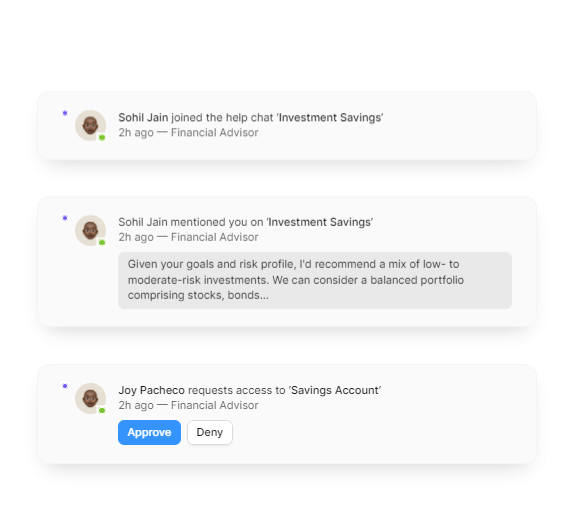 Sohil Jain joined the help chat ‘Investment Savings’
2h ago — Financial Advisor
Sohil Jain mentioned you on ‘Investment Savings’
2h ago — Financial Advisor
Given your goals and risk profile, I'd recommend a mix of low- to
moderate-risk investments. We can consider a balanced portfolio
comprising stocks, bonds...
Joy Pacheco requests access to ‘Savings Account’
2h ago — Financial Advisor
Approve Deny